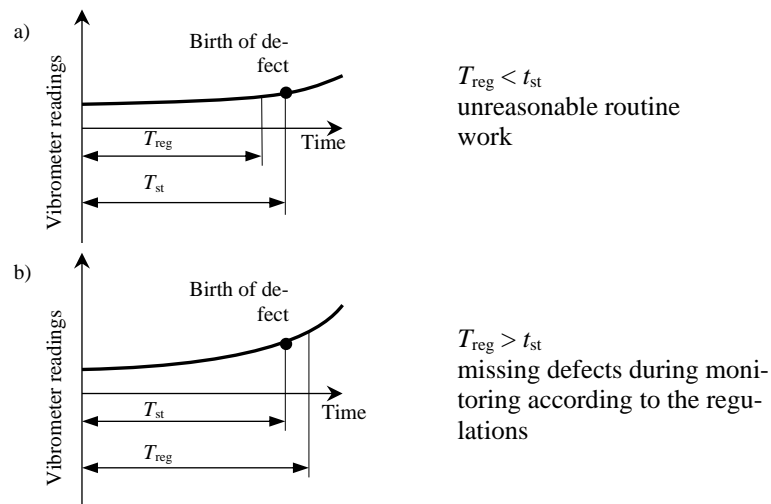 a)
Vibrometer readings
Birth of de-
fect
Time
T_reg
T_st
T_reg < t_st
unreasonable routine
work
b)
Vibrometer readings
Birth of de-
fect
Time
T_st
T_reg
T_reg > t_st
missing defects during moni-
toring according to the regu-
lations